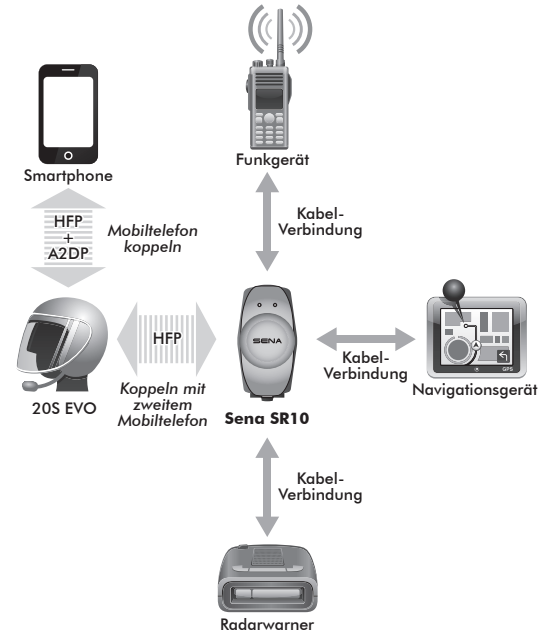 Funkgerät
Smartphone
HFP
+
A2DP
Mobiltelefon
koppeln
Kabel-
Verbindung
HFP
SENA
Kabel-
Verbindung
GPS
Navigationsgerät
20S EVO
Koppeln mit
zweitem
Mobiltelefon
Sena SR10
Kabel-
Verbindung
Radarwarner